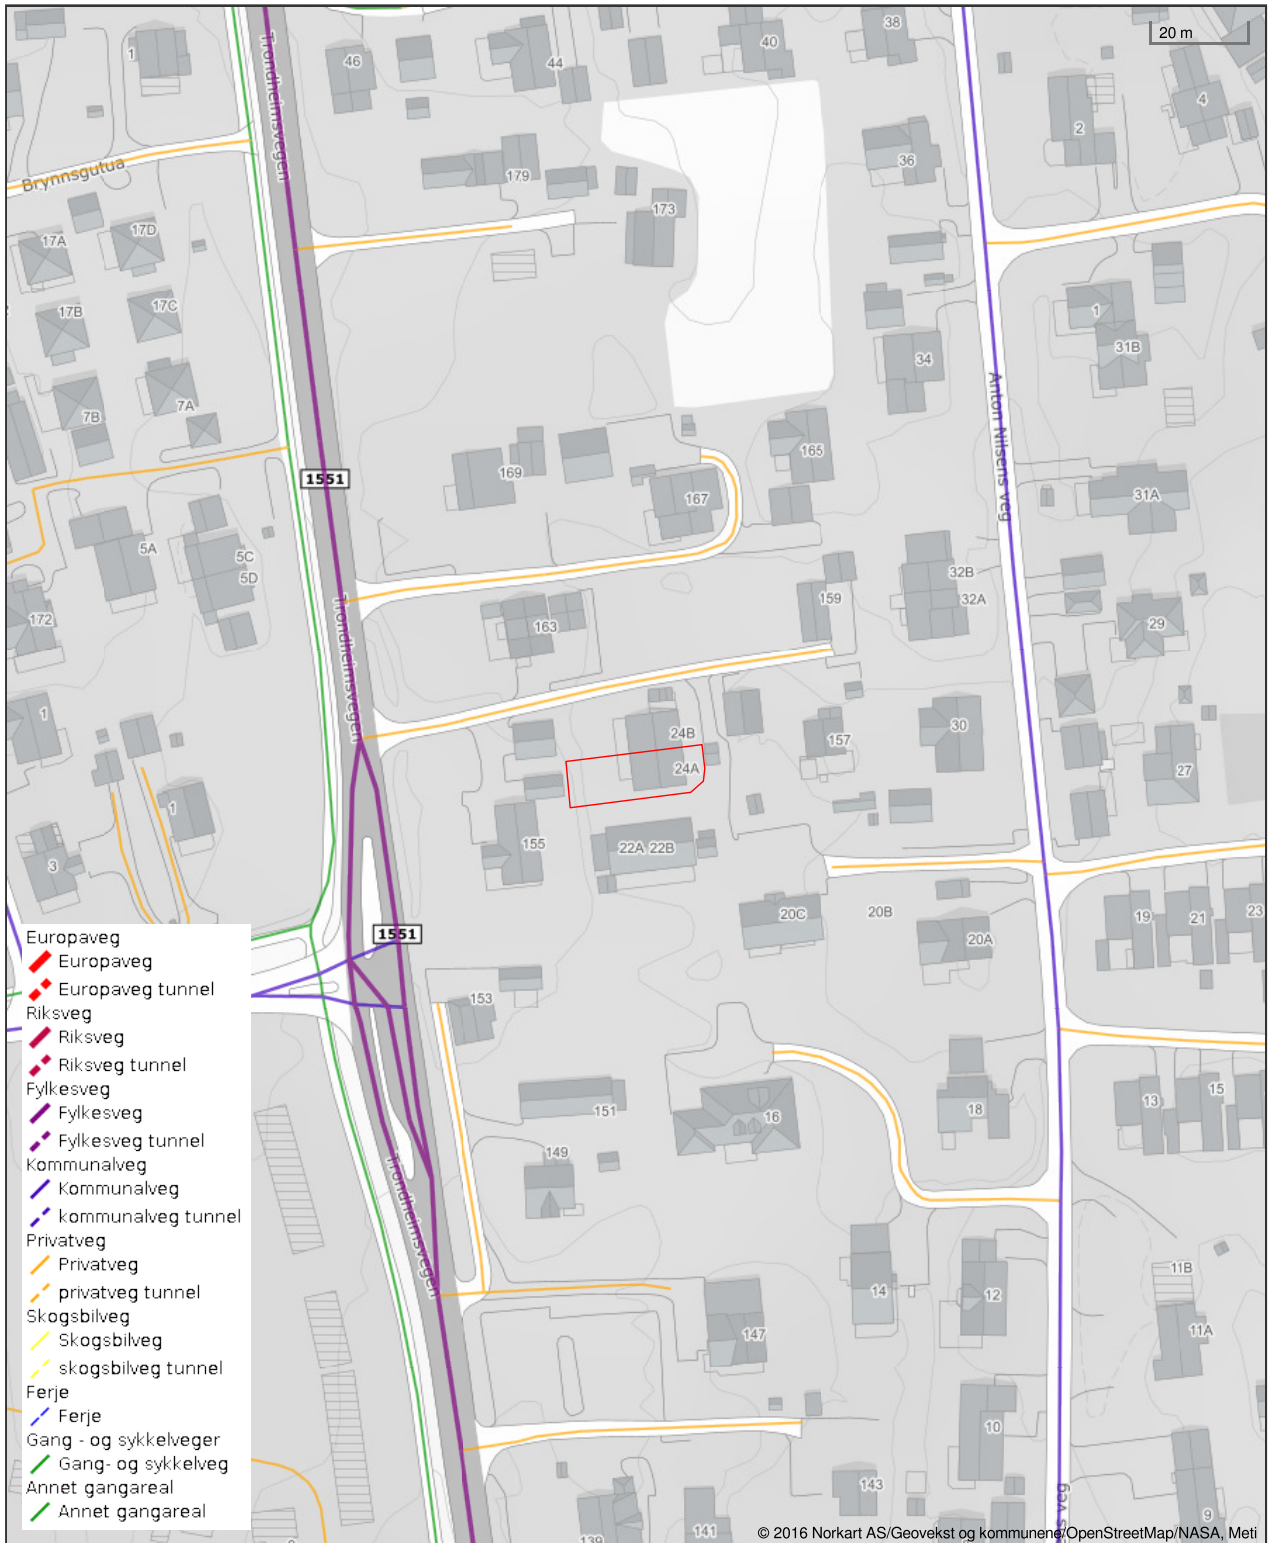 20 m
38
40
1
46
44
4
2
Trondheimsvegen
36
Brynnsgutua
179
173
17D
17A
17C
17B
1
31B
34
7A
7B
Anton Nilsens veg
165
169
1551
167
31A
5A
5C
5D
32B
32A
159
172
163
29
Trondheimsvegen
1
30
24B
157
24A
27
1
155
22A 22B
3
20C
20B
19
21
23
1551
20A
Europaveg
Europaveg
Europaveg tunnel
Riksveg
Riksveg
Riksveg tunnel
Fylkesveg
Fylkesveg
Fylkesveg tunnel
Kommunalveg
Kommunalveg
kommunalveg tunnel
Privatveg
Privatveg
privatveg tunnel
Skogsbilveg
Skogsbilveg
skogsbilveg tunnel
Ferje
Ferje
Gang - og sykkelveger
Gang- og sykkelveg
Annet gangareal
Annet gangareal
153
151
16
18
13
15
149
Trondheimsvegen
14
12
11B
147
11A
10
143
139
141
9
s veg
© 2016 Norkart AS/Geovekst og kommunene/OpenStreetMap/NASA, Meti